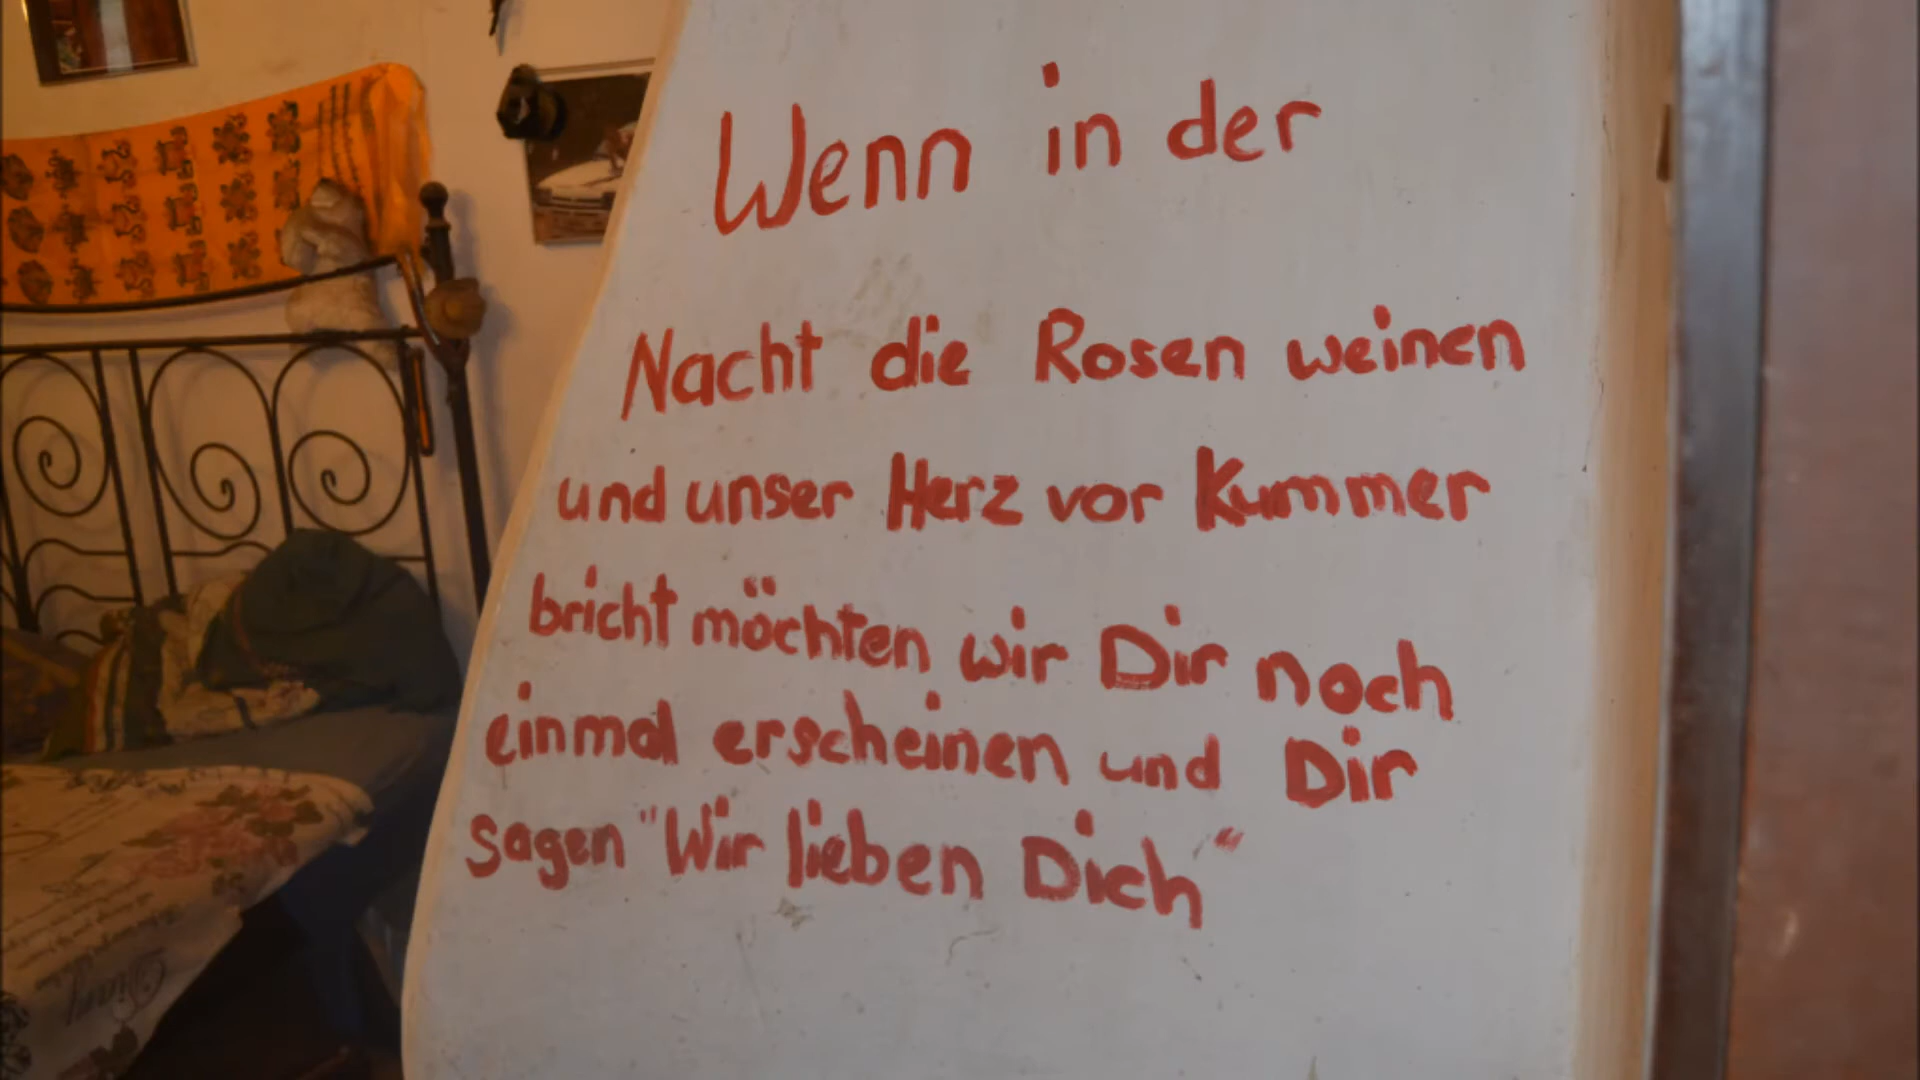 Wenn in der
Nacht die Rosen weinen
und unser Herz vor Kummer
bricht möchten wir Dir noch
einmal erscheinen und Dir
sagen "Wir lieben Dich"